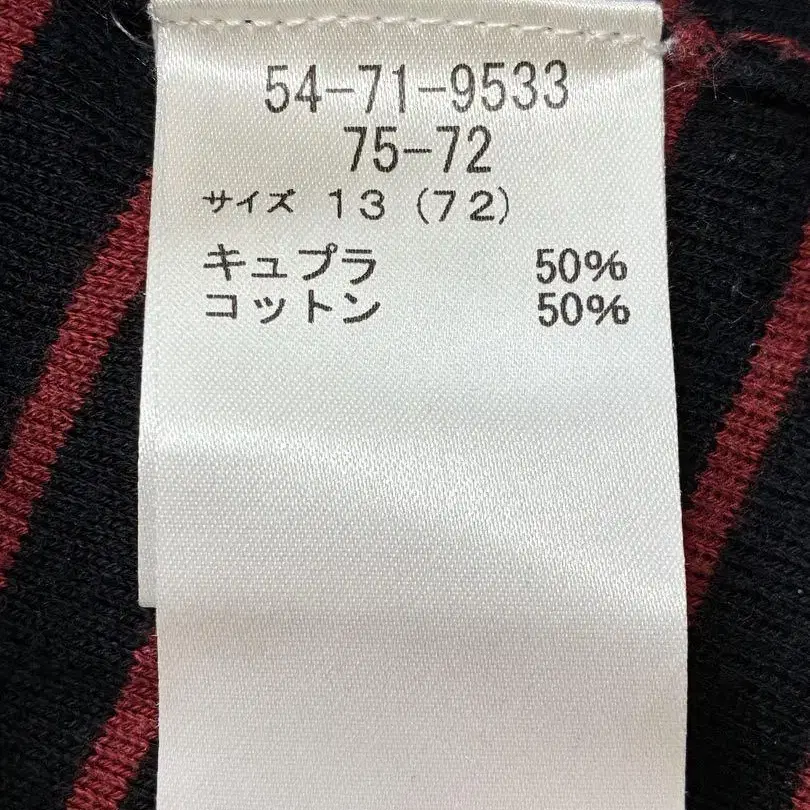 54-71-9533
75-72
サイズ 13 (72)
キュプラ 50%
コットン 50%